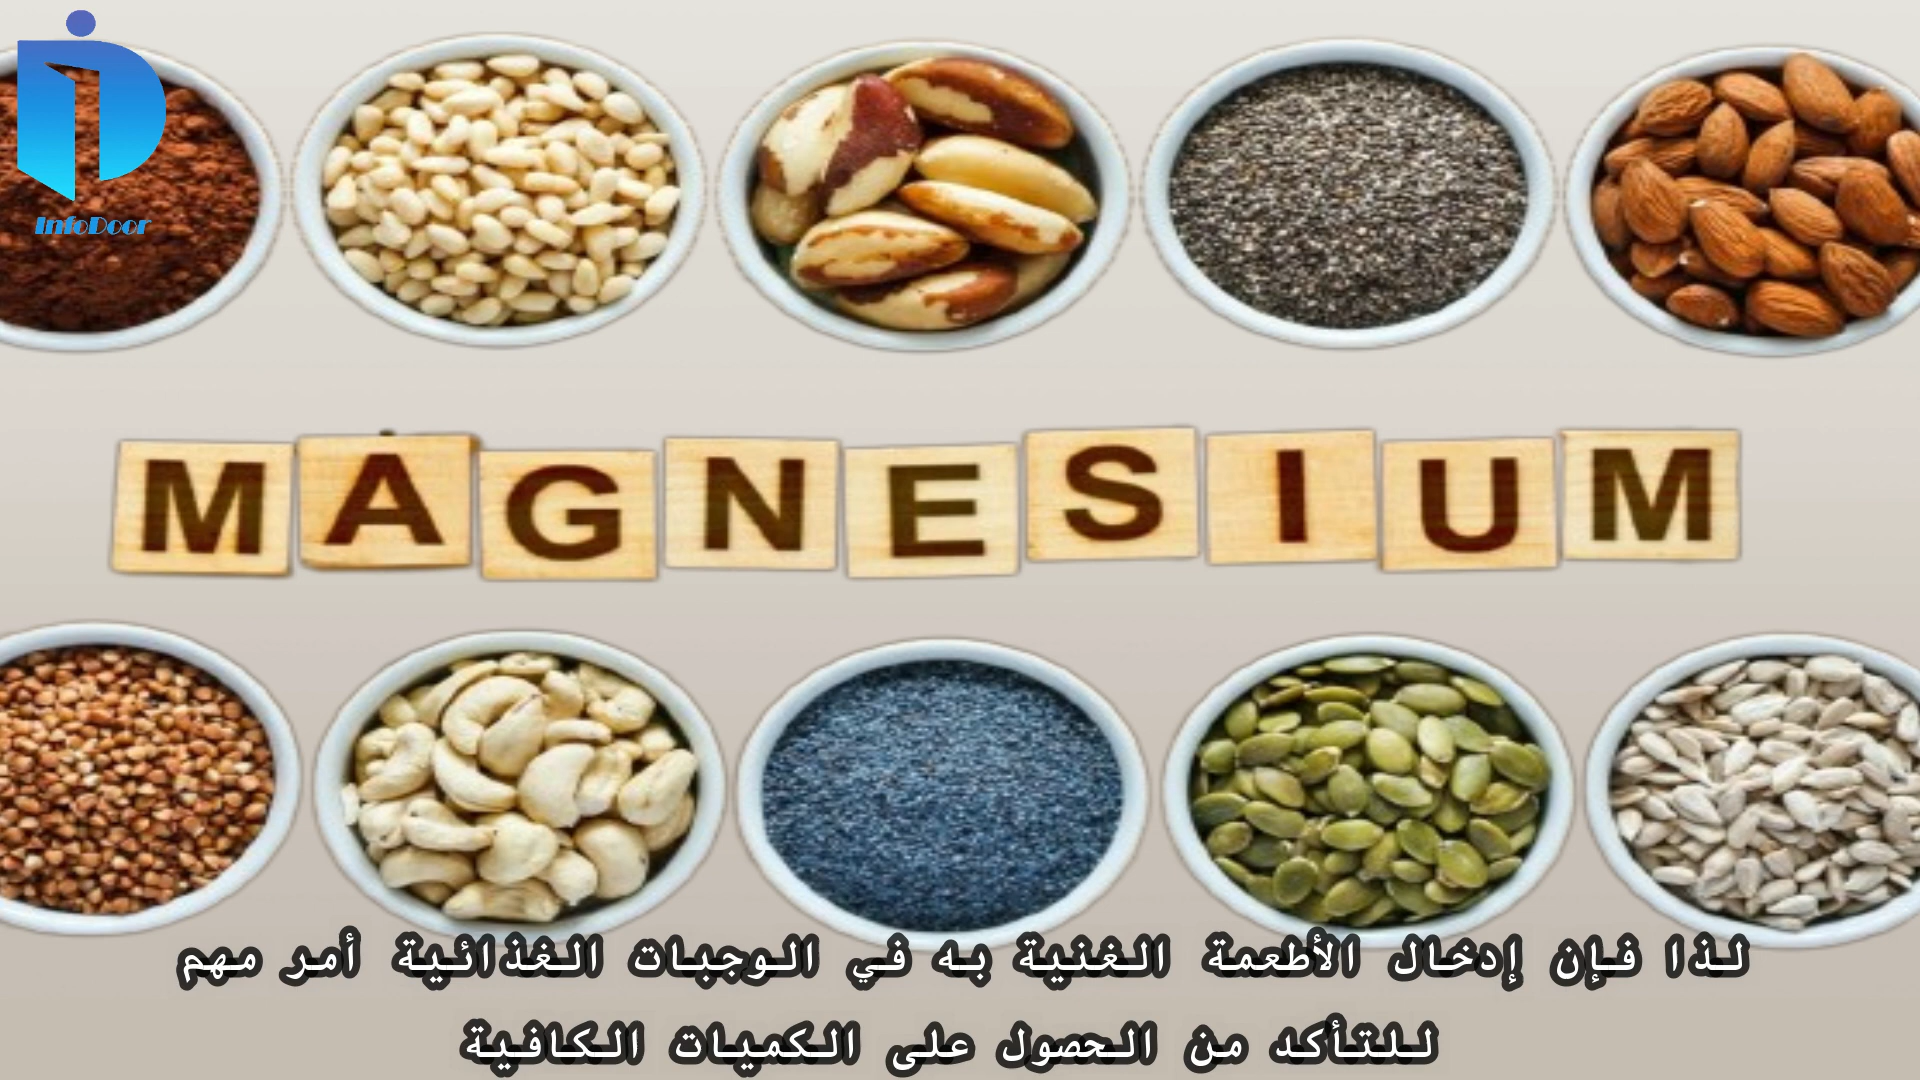 InfoDoor
MAGNESIUM
لذا فإن إدخال الأطعمة الغنية به في الوجبات الغذائية أمر مهم
للتأكد من الحصول على الكميات الكافية